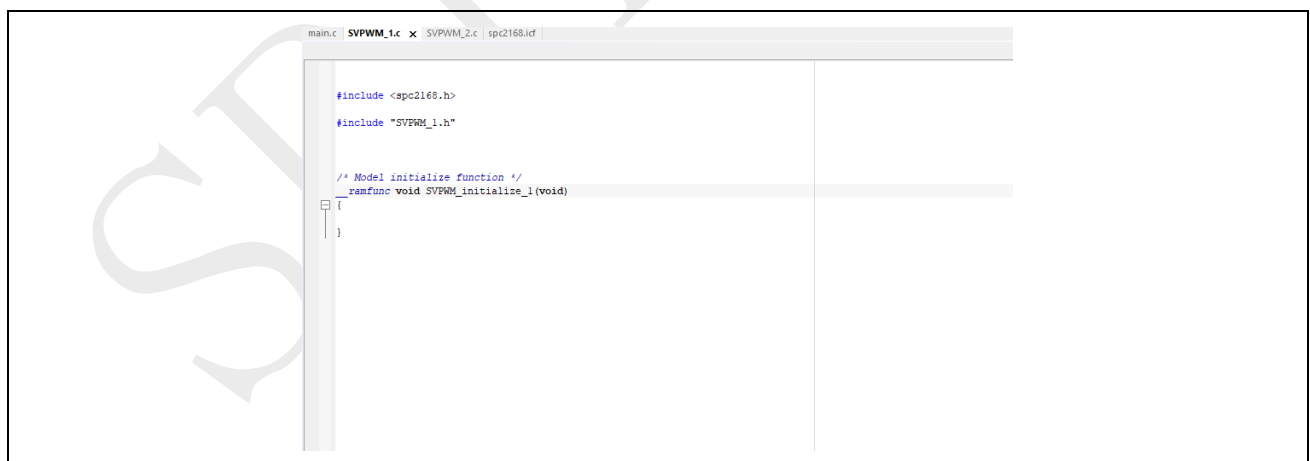 main.c SVPWM_1.c x SVPWM_2.c spc2168.icf
#include <spc2168.h>
#include "SVPWM_1.h"
/* Model initialize function */
__ramfunc void SVPWM_initialize_1(void)
{
}